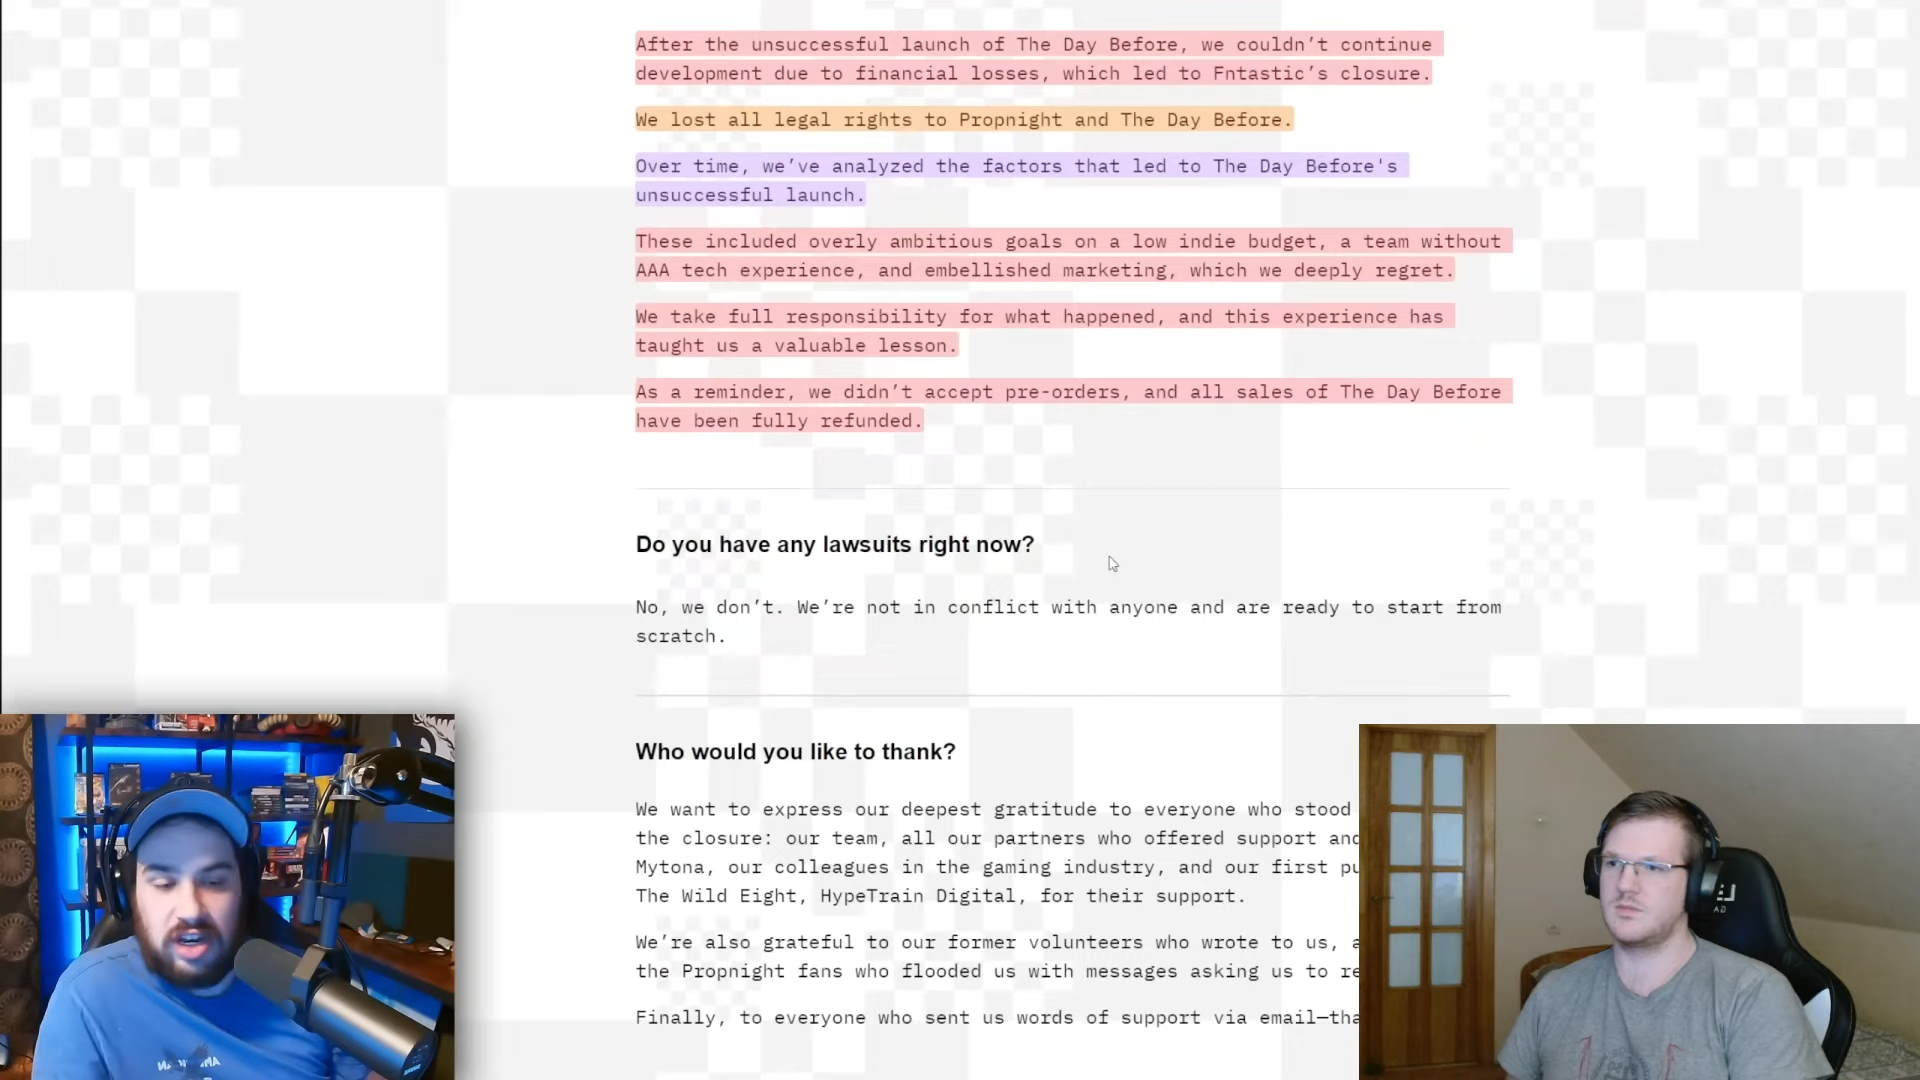 After the unsuccessful launch of The Day Before, we couldn’t continue
development due to financial losses, which led to Fntastic’s closure.
We lost all legal rights to Propnight and The Day Before.
Over time, we’ve analyzed the factors that led to The Day Before's
unsuccessful launch.
These included overly ambitious goals on a low indie budget, a team without
AAA tech experience, and embellished marketing, which we deeply regret.
We take full responsibility for what happened, and this experience has
taught us a valuable lesson.
As a reminder, we didn’t accept pre-orders, and all sales of The Day Before
have been fully refunded.
Do you have any lawsuits right now?
No, we don’t. We’re not in conflict with anyone and are ready to start from
scratch.
Who would you like to thank?
We want to express our deepest gratitude to everyone who stood
the closure: our team, all our partners who offered support and
Mytona, our colleagues in the gaming industry, and our first pu
The Wild Eight, HypeTrain Digital, for their support.
We’re also grateful to our former volunteers who wrote to us, a
the Propnight fans who flooded us with messages asking us to re
Finally, to everyone who sent us words of support via email—tha